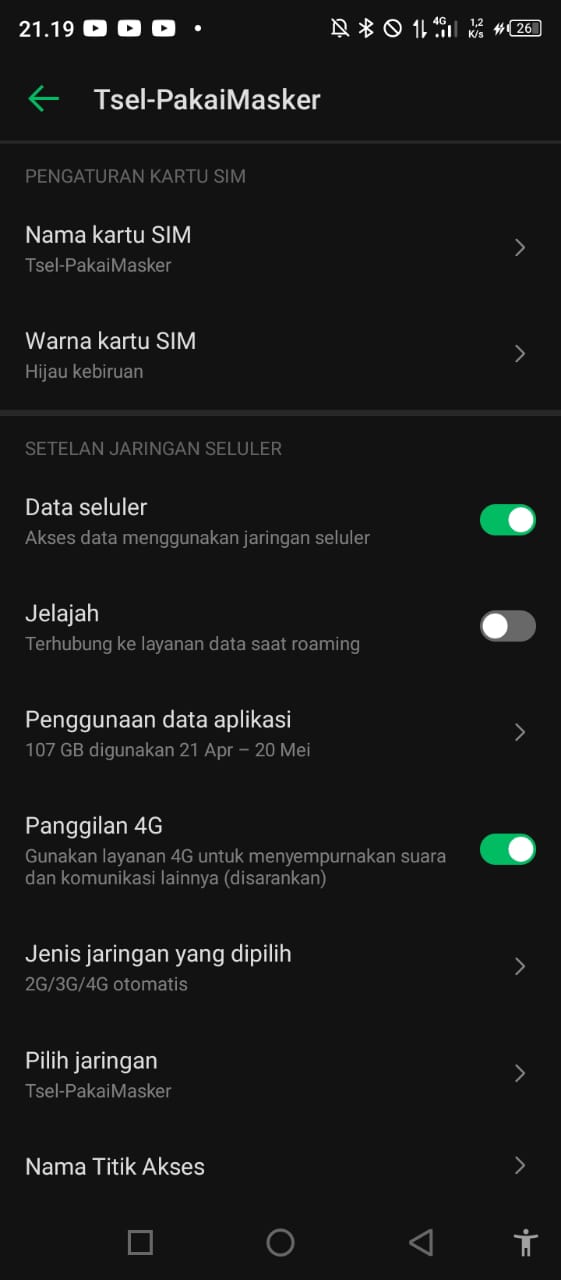 21.19
4G
1,2
K/s
26
Tsel-PakaiMasker
PENGATURAN KARTU SIM
Nama kartu SIM
Tsel-PakaiMasker
Warna kartu SIM
Hijau kebiruan
SETELAN JARINGAN SELULER
Data seluler
Akses data menggunakan jaringan seluler
Jelajah
Terhubung ke layanan data saat roaming
Penggunaan data aplikasi
107 GB digunakan 21 Apr – 20 Mei
Panggilan 4G
Gunakan layanan 4G untuk menyempurnakan suara
dan komunikasi lainnya (disarankan)
Jenis jaringan yang dipilih
2G/3G/4G otomatis
Pilih jaringan
Tsel-PakaiMasker
Nama Titik Akses